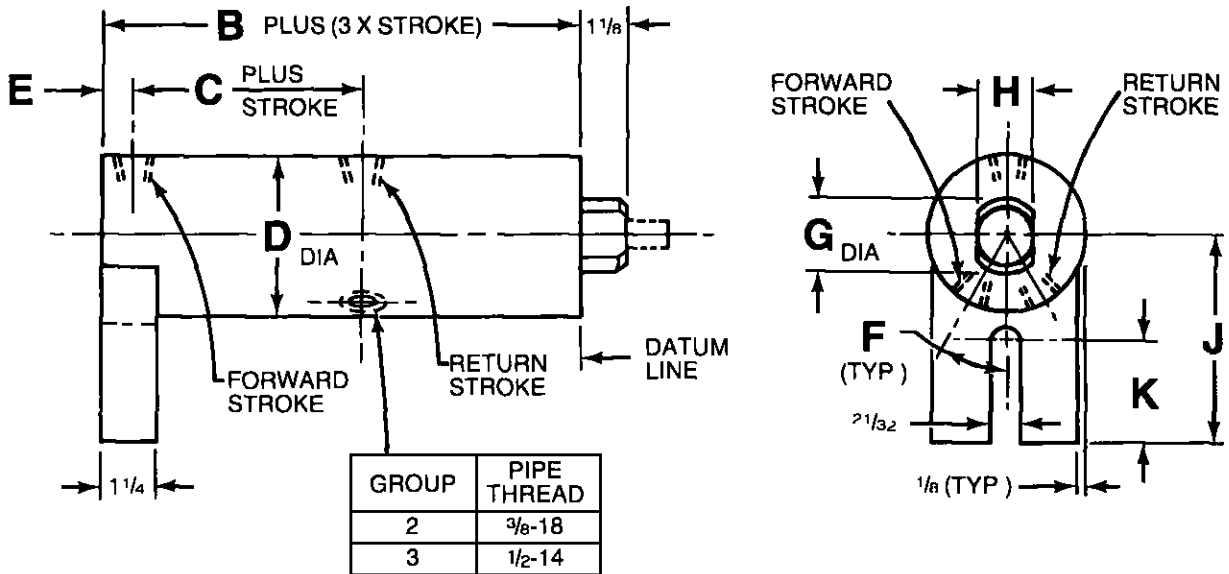 B PLUS (3 X STROKE) 1 1/8
E C PLUS STROKE
D DIA
FORWARD STROKE
RETURN STROKE
DATUM LINE
1 1/4
GROUP PIPE THREAD
2 3/8-18
3 1/2-14
FORWARD STROKE
H
RETURN STROKE
G DIA
F (TYP )
J
K
21/32
1/8 (TYP )